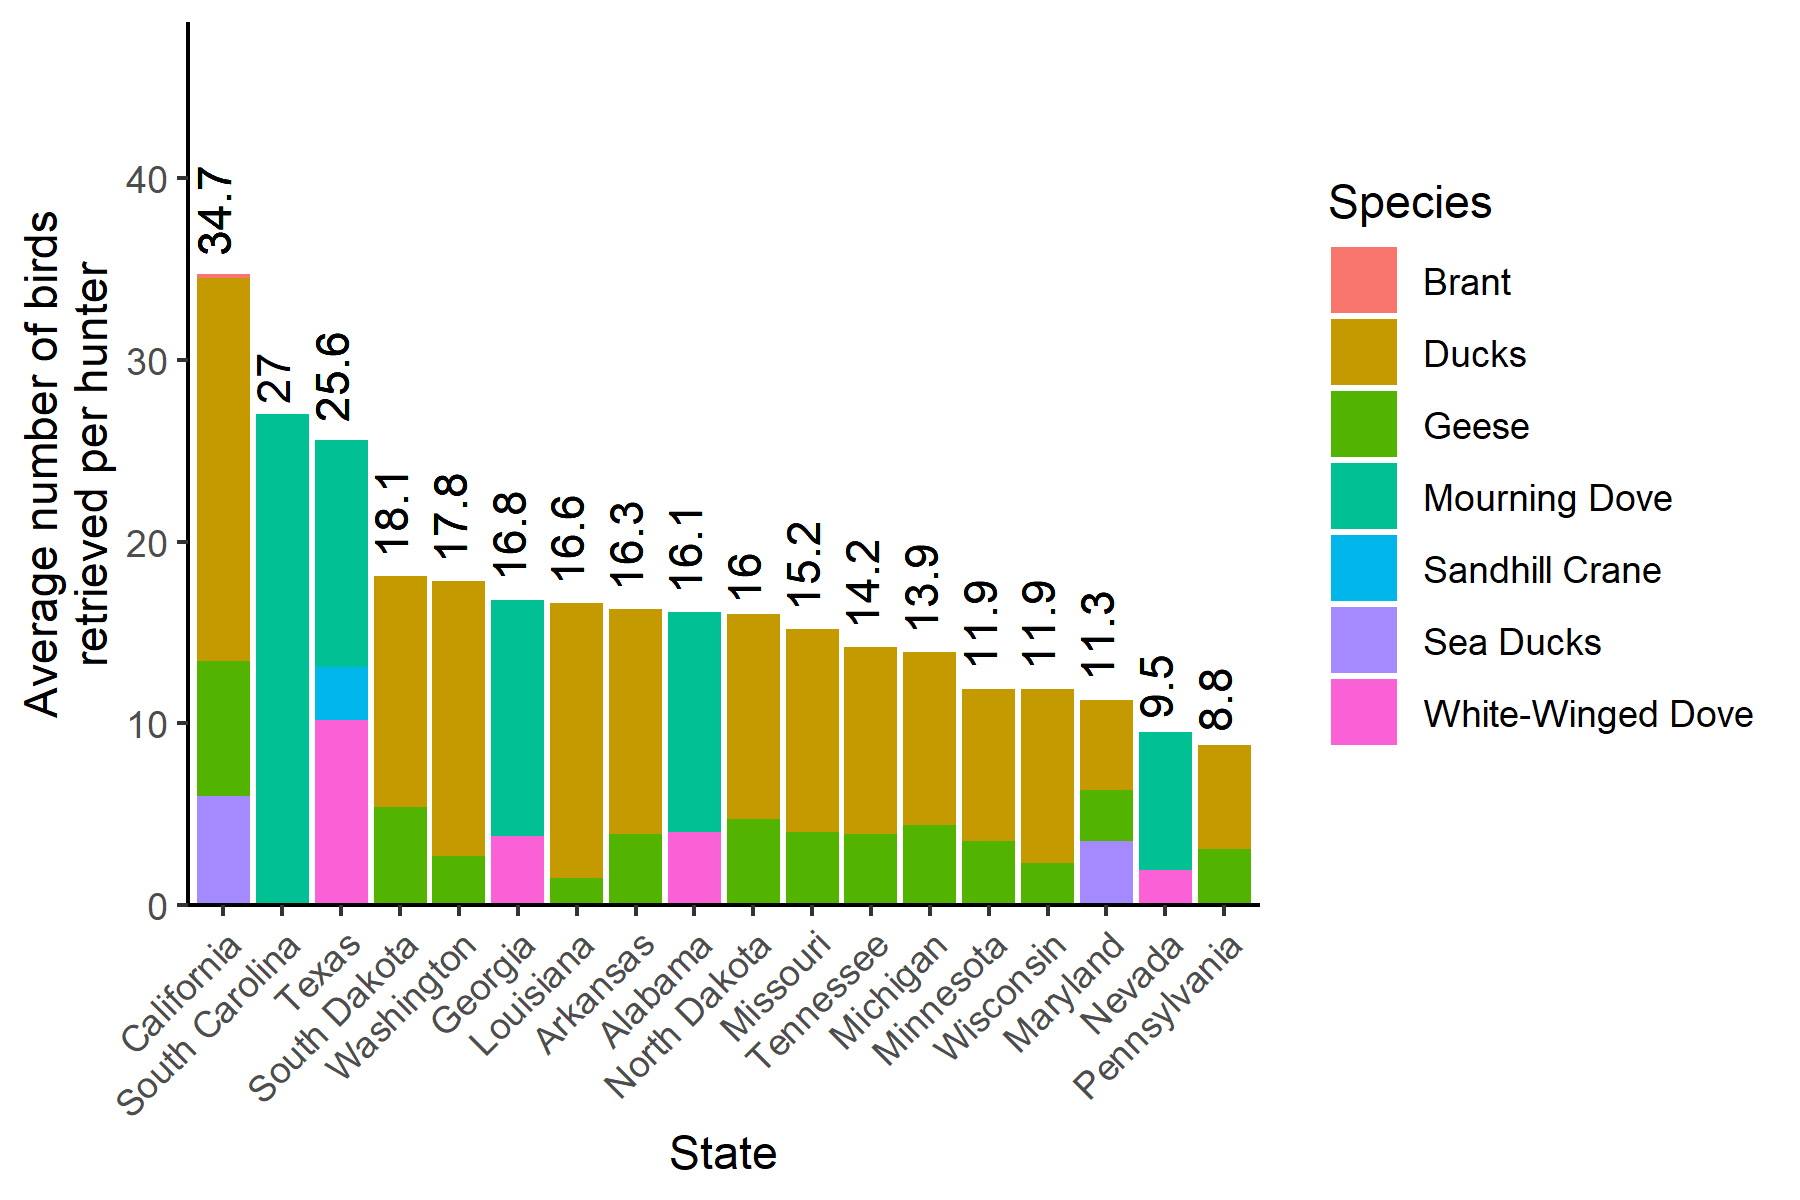 Average number of birds
retrieved per hunter
40
30
20
10
0
34.7
27
25.6
18.1
17.8
16.8
16.6
16.3
16.1
16
15.2
14.2
13.9
11.9
11.9
11.3
9.5
8.8
California
South Carolina
Texas
South Dakota
Washington
Georgia
Louisiana
Arkansas
Alabama
North Dakota
Missouri
Tennessee
Michigan
Minnesota
Wisconsin
Maryland
Nevada
Pennsylvania
State
Species
Brant
Ducks
Geese
Mourning Dove
Sandhill Crane
Sea Ducks
White-Winged Dove